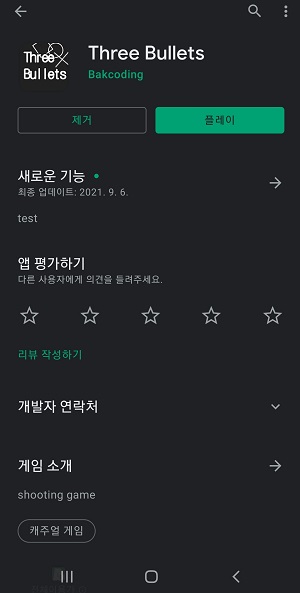 Three Bullets
Three
Bullets
Bakcoding
제거
플레이
새로운 기능
최종 업데이트: 2021. 9. 6.
test
앱 평가하기
다른 사용자에게 의견을 들려주세요.
리뷰 작성하기
개발자 연락처
게임 소개
shooting game
캐주얼 게임